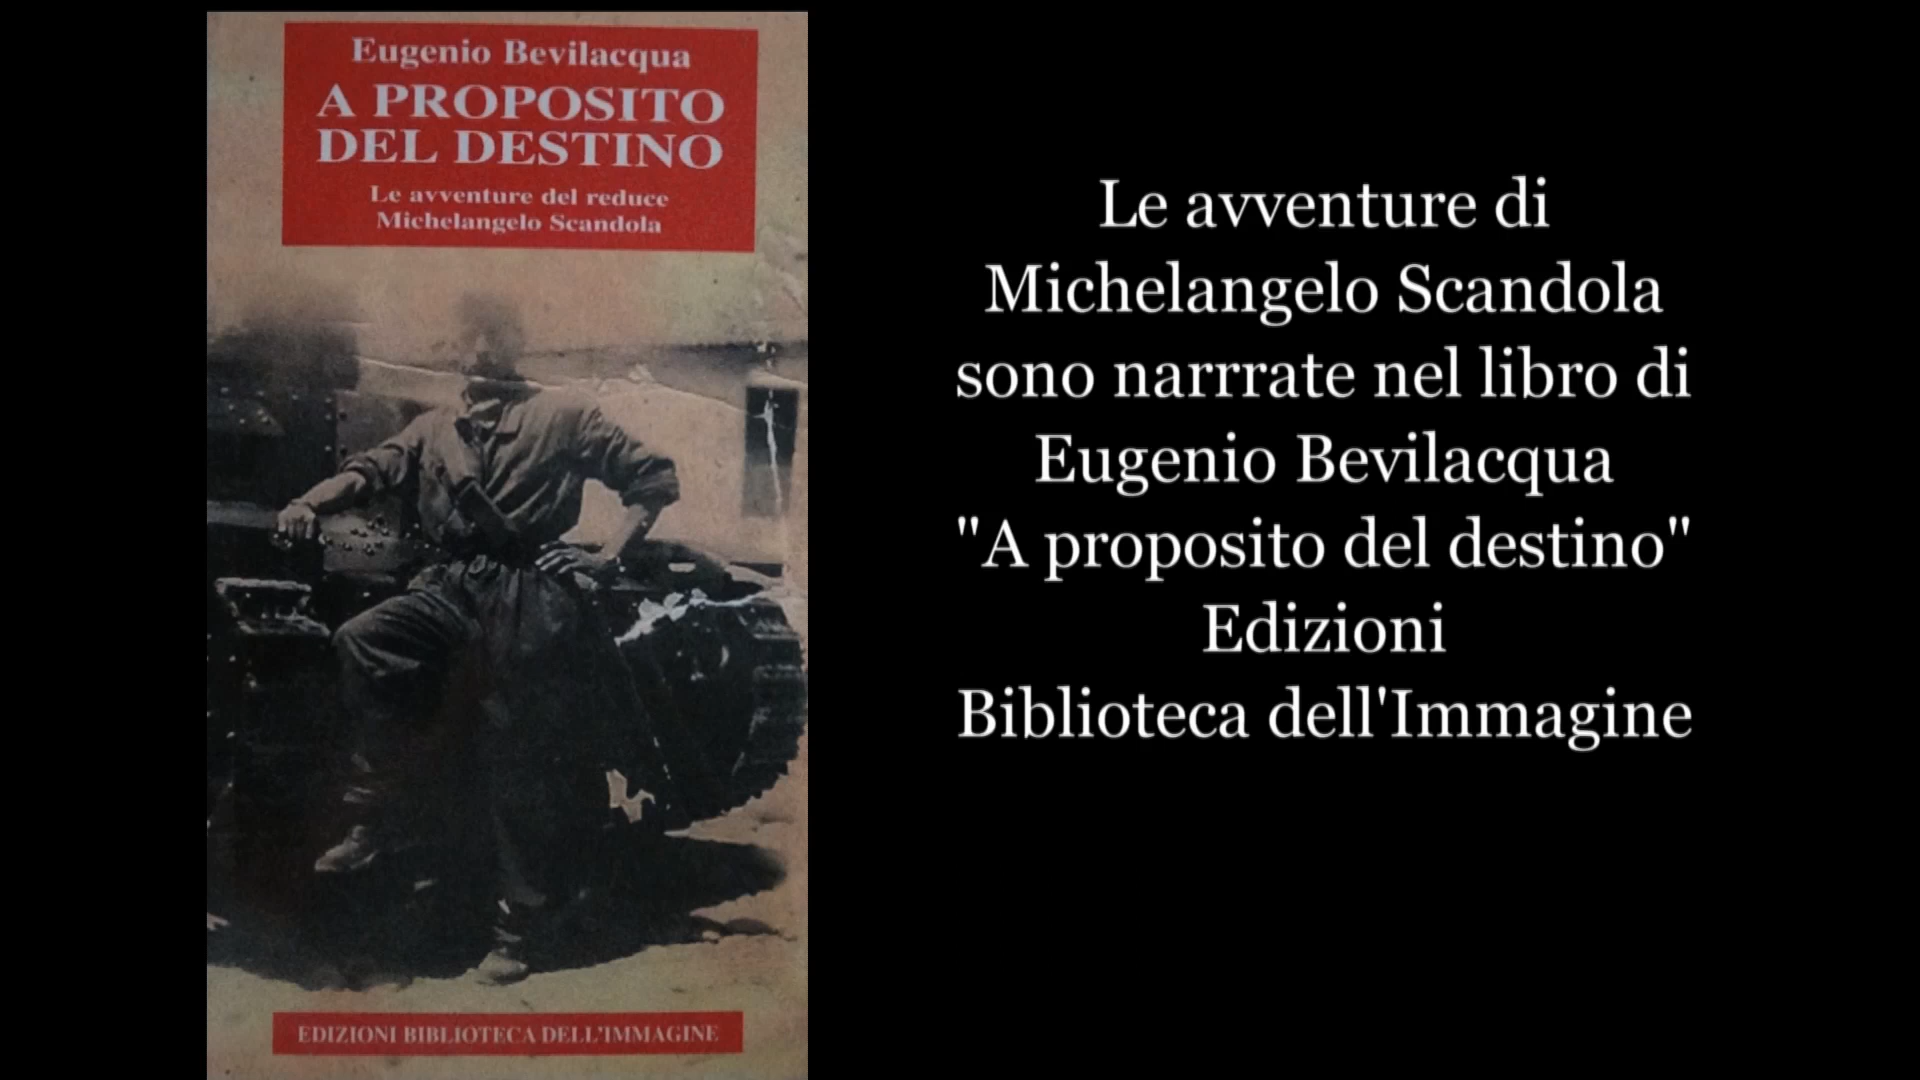 Eugenio Bevilacqua
A PROPOSITO
DEL DESTINO
Le avventure del reduce
Michelangelo Scandola
EDIZIONI BIBLIOTECA DELL'IMMAGINE
Le avventure di
Michelangelo Scandola
sono narrrate nel libro di
Eugenio Bevilacqua
"A proposito del destino"
Edizioni
Biblioteca dell'Immagine